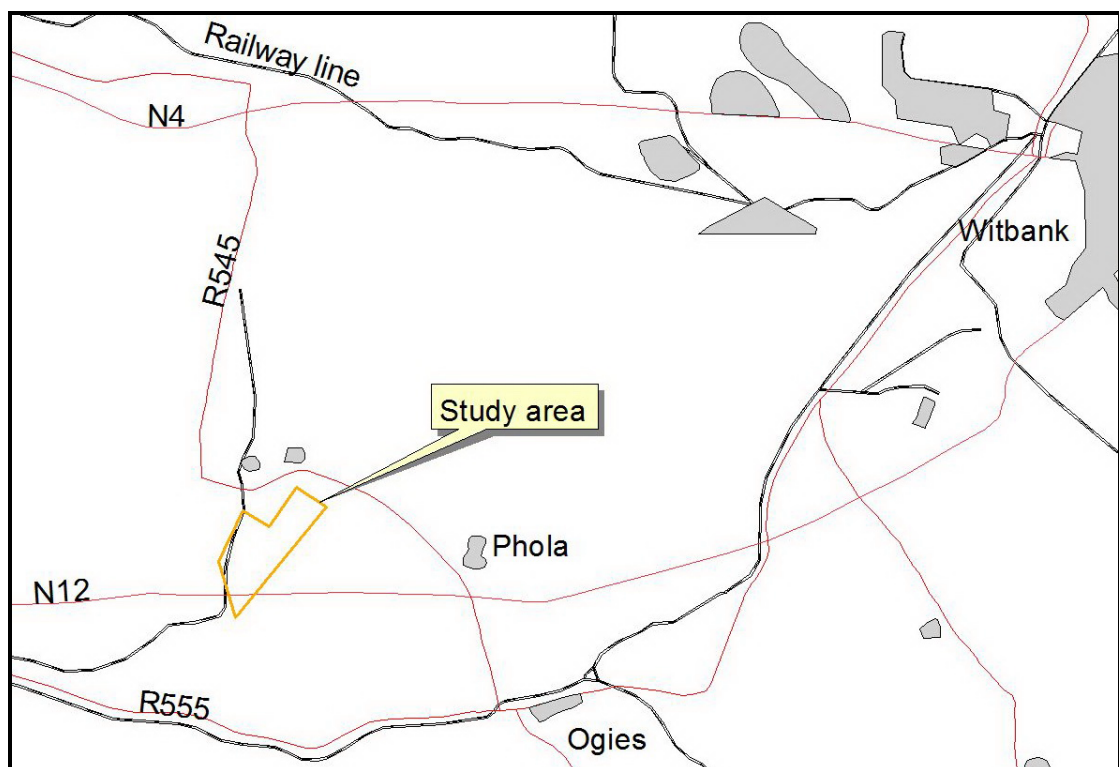 Railway line
N4
R545
Witbank
Study area
Phola
N12
R555
Ogies